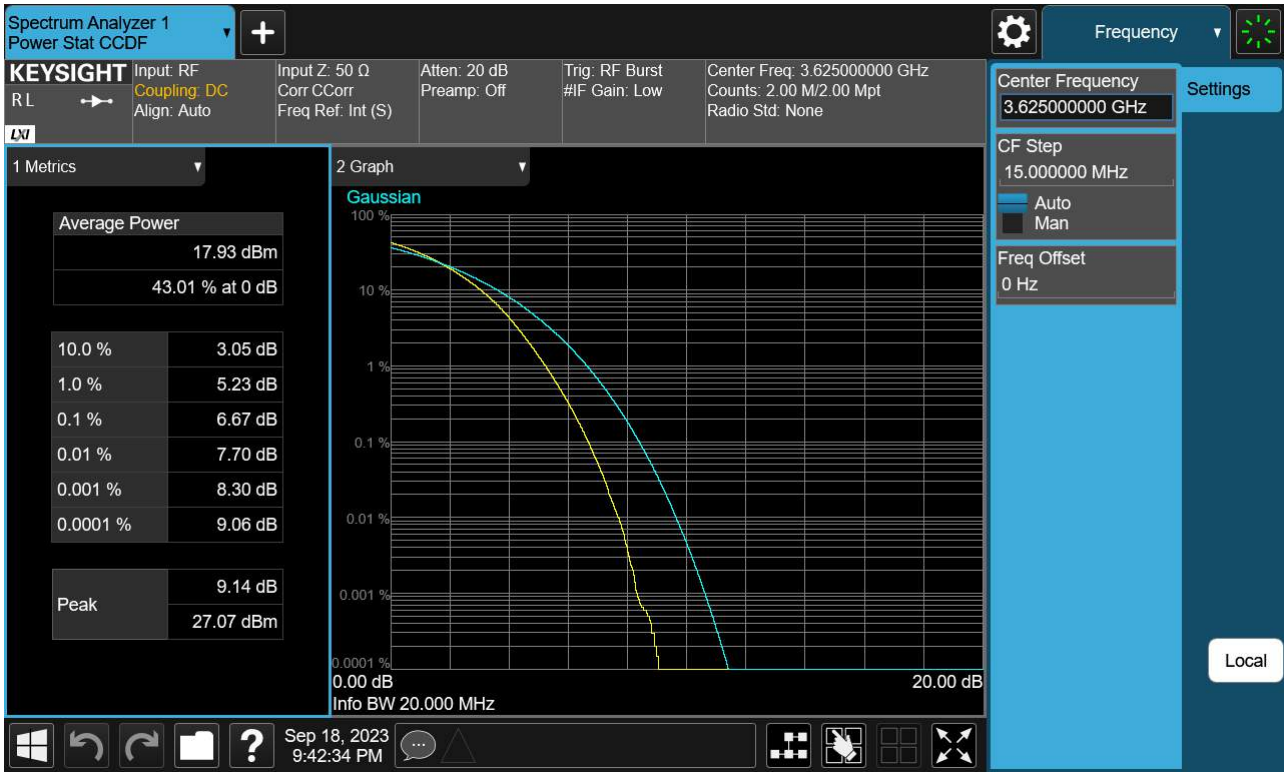 Spectrum Analyzer 1
Power Stat CCDF
+
Frequency
KEYSIGHT
R L
LXI
Input: RF
Coupling: DC
Align: Auto
Input Z: 50 Ω
Corr CCorr
Freq Ref: Int (S)
Atten: 20 dB
Preamp: Off
Trig: RF Burst
#IF Gain: Low
Center Freq: 3.625000000 GHz
Counts: 2.00 M/2.00 Mpt
Radio Std: None
Center Frequency
3.625000000 GHz
CF Step
15.000000 MHz
Auto
Man
Freq Offset
0 Hz
Settings
Local
1 Metrics
Average Power
17.93 dBm
43.01 % at 0 dB
10.0 % 3.05 dB
1.0 % 5.23 dB
0.1 % 6.67 dB
0.01 % 7.70 dB
0.001 % 8.30 dB
0.0001 % 9.06 dB
Peak
9.14 dB
27.07 dBm
2 Graph
Gaussian
100 %
10 %
1 %
0.1 %
0.01 %
0.001 %
0.0001 %
0.00 dB 20.00 dB
Info BW 20.000 MHz
?
Sep 18, 2023
9:42:34 PM